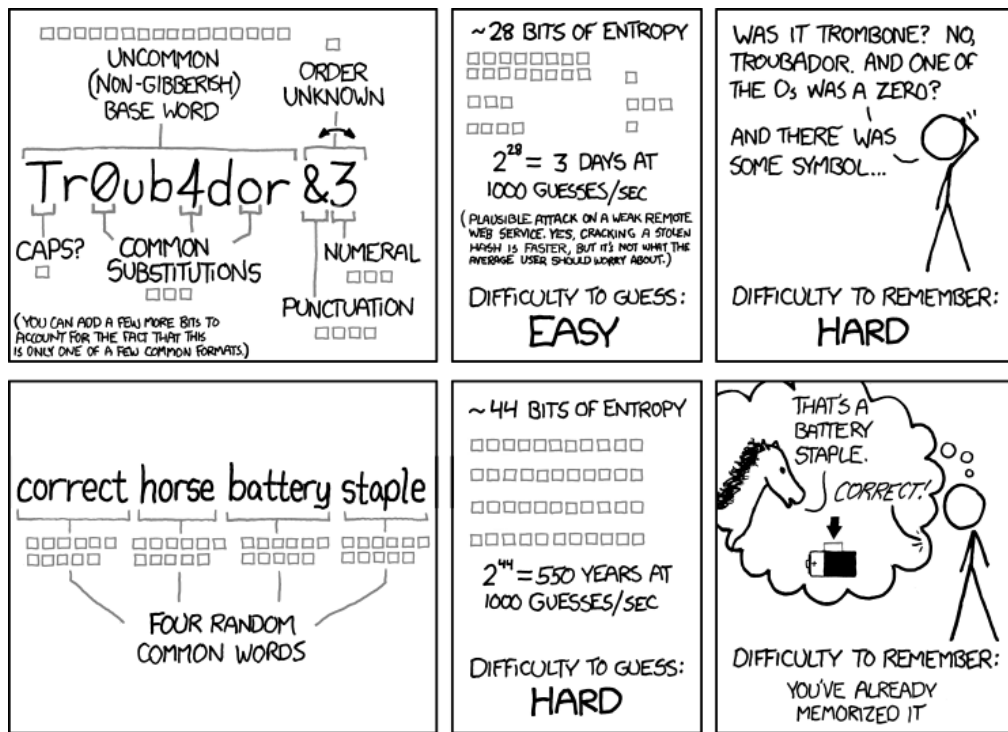 UNCOMMON
(NON-GIBBERISH)
BASE WORD
ORDER
UNKNOWN
Tr0ub4dor &3
CAPS?
COMMON
SUBSTITUTIONS
NUMERAL
PUNCTUATION
(YOU CAN ADD A FEW MORE BITS TO
ACCOUNT FOR THE FACT THAT THIS
IS ONLY ONE OF A FEW COMMON FORMATS.)
~28 BITS OF ENTROPY
2^28 = 3 DAYS AT
1000 GUESSES/SEC
(PLAUSIBLE ATTACK ON A WEAK REMOTE
WEB SERVICE. YES, CRACKING A STOLEN
HASH IS FASTER, BUT IT'S NOT WHAT THE
AVERAGE USER SHOULD WORRY ABOUT.)
DIFFICULTY TO GUESS:
EASY
WAS IT TROMBONE? NO,
TROUBADOR. AND ONE OF
THE Os WAS A ZERO?
AND THERE WAS
SOME SYMBOL...
DIFFICULTY TO REMEMBER:
HARD
correct horse battery staple
FOUR RANDOM
COMMON WORDS
~44 BITS OF ENTROPY
2^44 = 550 YEARS AT
1000 GUESSES/SEC
DIFFICULTY TO GUESS:
HARD
THAT'S A
BATTERY
STAPLE.
CORRECT!
+
DIFFICULTY TO REMEMBER:
YOU'VE ALREADY
MEMORIZED IT